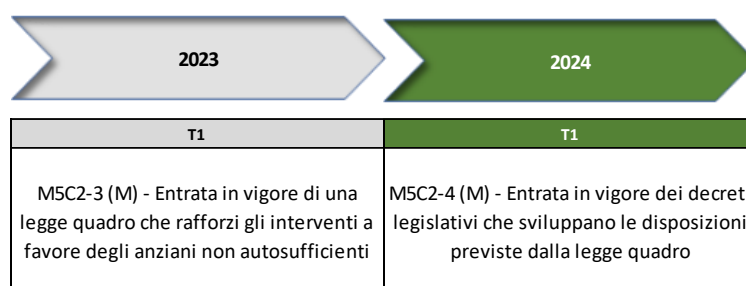 2023
2024
T1
T1
M5C2-3 (M) - Entrata in vigore di una
legge quadro che rafforzi gli interventi a
favore degli anziani non autosufficienti
M5C2-4 (M) - Entrata in vigore dei decret
legislativi che sviluppano le disposizioni
previste dalla legge quadro